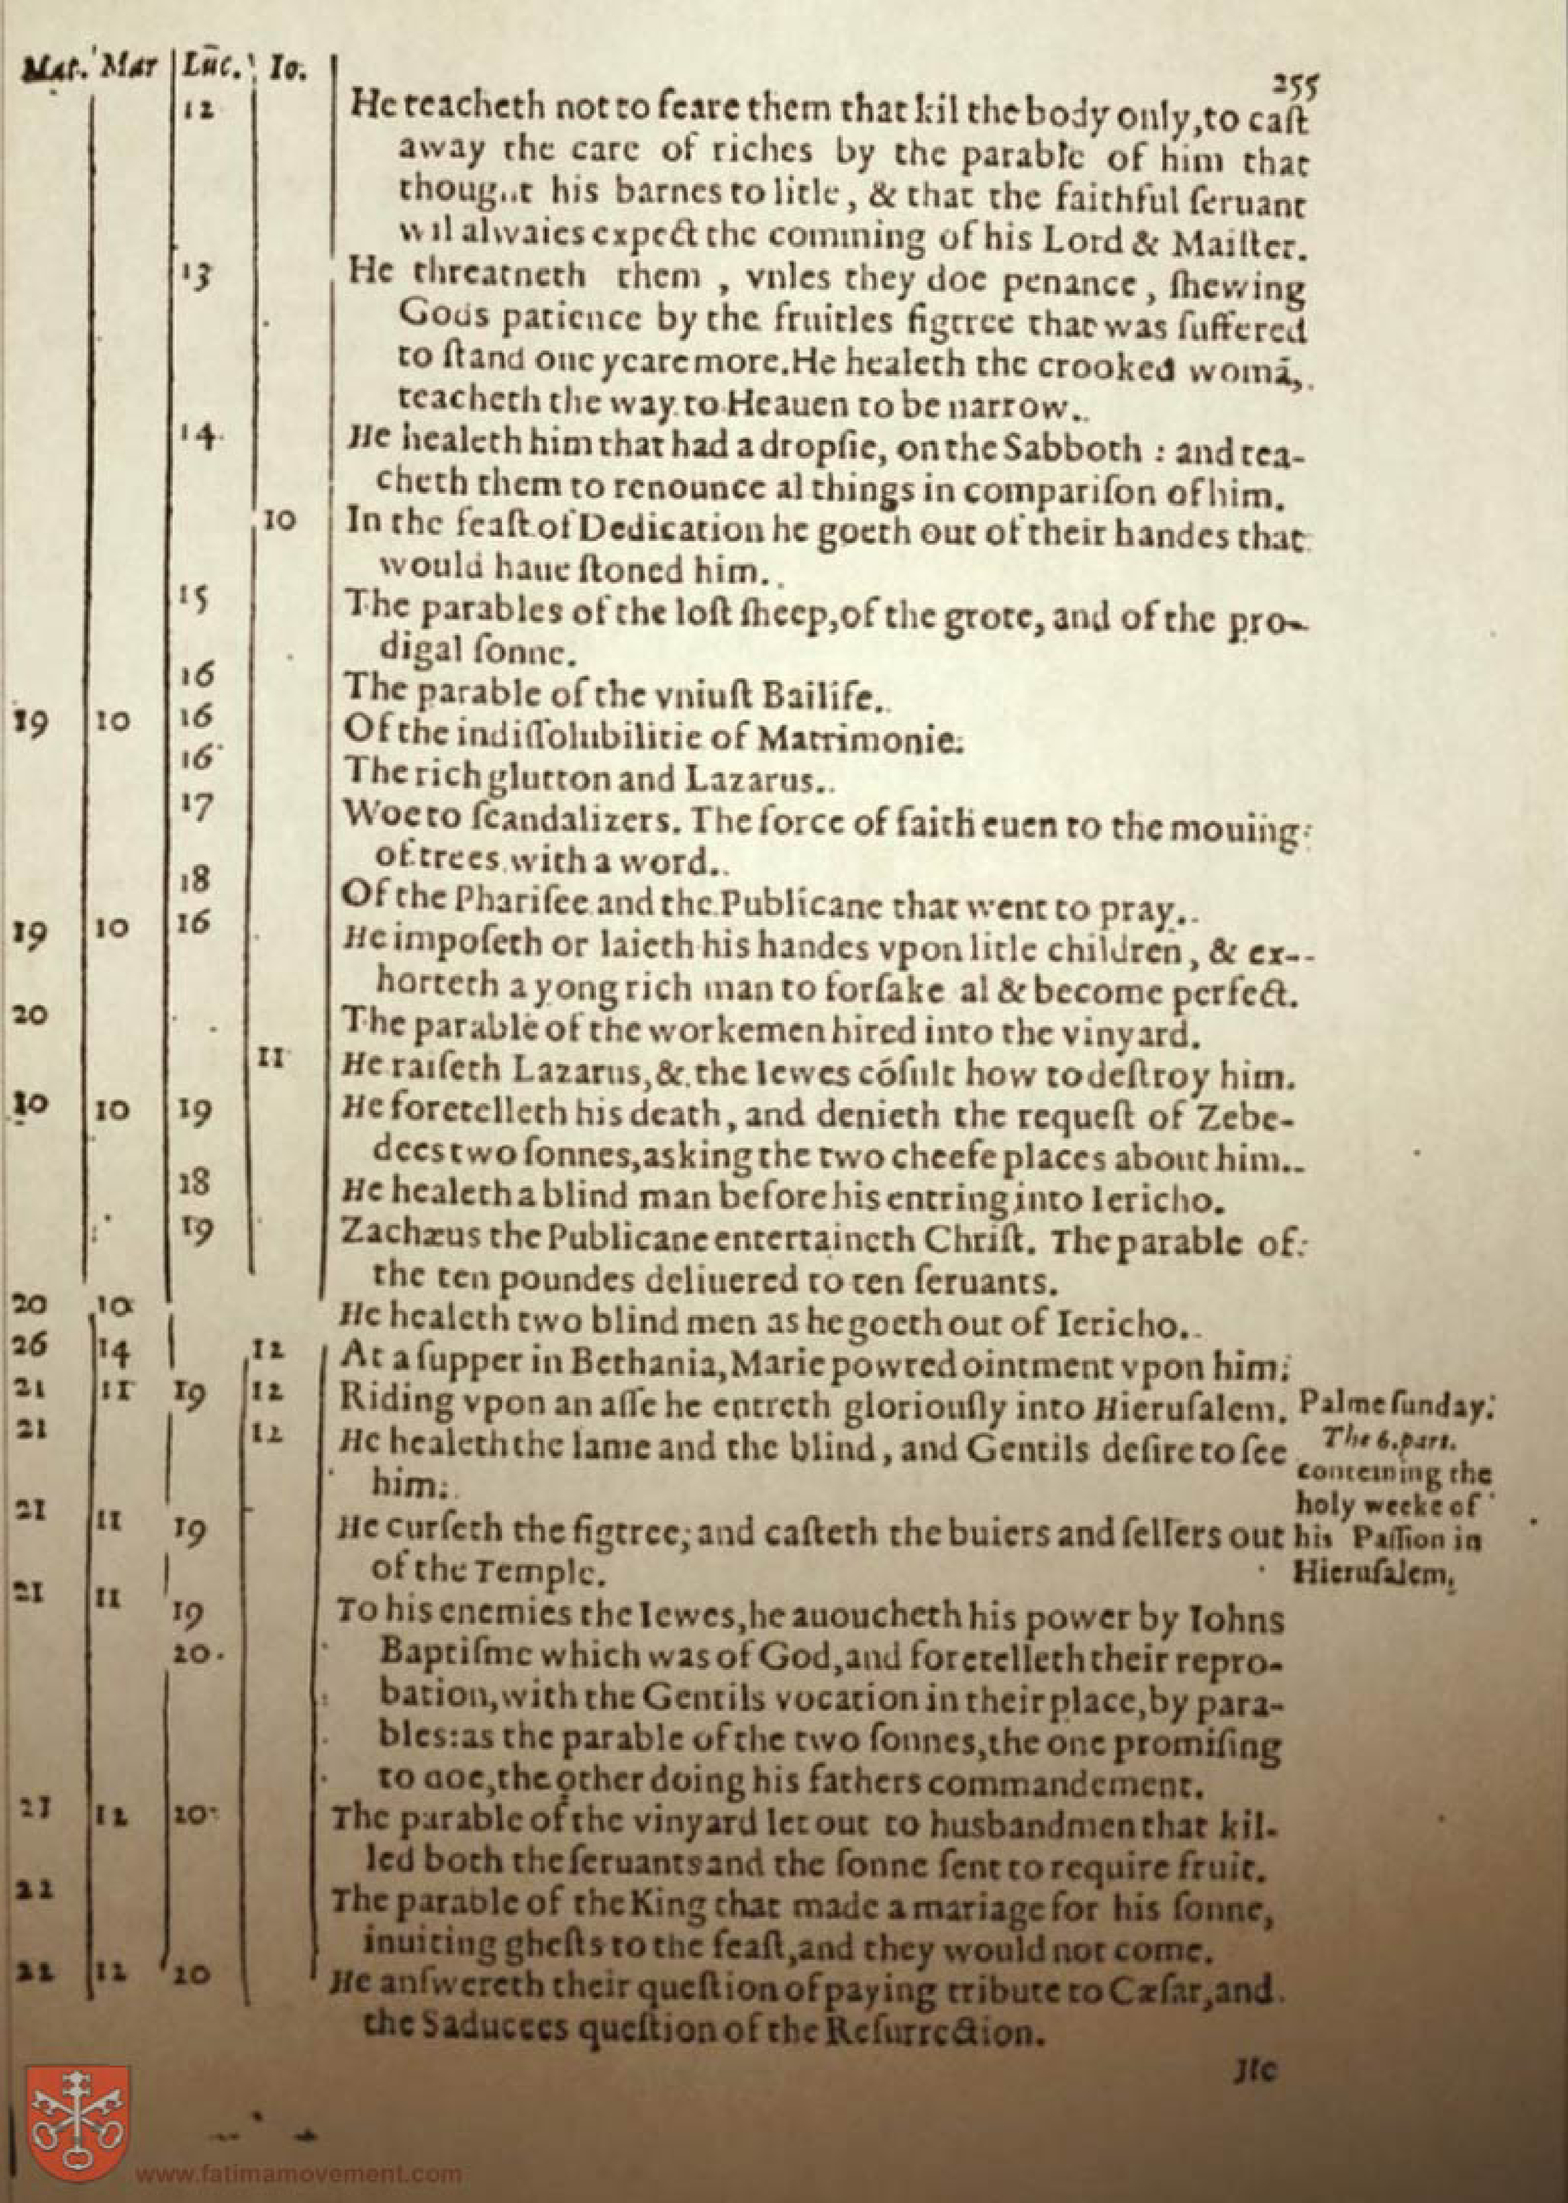 Mat. Mar Luc. Io.
255
12 He teacheth not to feare them that kil the body only, to caſt
away the care of riches by the parable of him that
thought his barnes to litle, & that the faithful ſeruant
wil alwaies expect the comming of his Lord & Maiſter.
13 He threatneth them , vnles they doe penance , ſhewing
Gods patience by the fruitles figtree that was ſuffered
to ſtand one yeare more. He healeth the crooked womā,
teacheth the way to Heauen to be narrow.
14 He healeth him that had a dropſie, on the Sabboth : and tea-
cheth them to renounce al things in compariſon of him.
10 In the feaſt of Dedication he goeth out of their handes that
would haue ſtoned him.
15 The parables of the loſt ſheep, of the grote, and of the pro-
digal ſonne.
16 The parable of the vniuſt Bailife.
19 10 16 Of the indiſſolubilitie of Matrimonie.
16 The rich glutton and Lazarus.
17 Woe to ſcandalizers. The force of faith euen to the mouing
of trees with a word.
18 Of the Phariſee and the Publicane that went to pray.
19 10 16 He impoſeth or laieth his handes vpon litle children , & ex-
horteth a yong rich man to forſake al & become perfect.
20 The parable of the workemen hired into the vinyard.
11 He raiſeth Lazarus, & the Iewes cōſult how to deſtroy him.
10 10 19 He foretelleth his death, and denieth the requeſt of Zebe-
dees two ſonnes, asking the two cheefe places about him.
18 He healeth a blind man before his entring into Iericho.
19 Zachæus the Publicane entertaineth Chriſt. The parable of
the ten poundes deliuered to ten ſeruants.
20 10 He healeth two blind men as he goeth out of Iericho.
26 14 12 At a ſupper in Bethania, Marie powred ointment vpon him.
21 11 19 12 Riding vpon an aſſe he entreth gloriouſly into Hieruſalem. Palme ſunday.
21 12 He healeth the lame and the blind , and Gentils deſire to ſee The 6. part.
him. conteining the
holy weeke of
21 11 19 He curſeth the figtree; and caſteth the buiers and ſellers out his Paſſion in
of the Temple. Hieruſalem.
21 11 19 To his enemies the Iewes, he auoucheth his power by Iohns
20. Baptiſme which was of God, and foretelleth their repro-
bation, with the Gentils vocation in their place, by para-
bles: as the parable of the two ſonnes, the one promiſing
to doe, the other doing his fathers commandement.
21 12 20 The parable of the vinyard let out to husbandmen that kil-
led both the ſeruants and the ſonne ſent to require fruit.
22 The parable of the King that made a mariage for his ſonne,
inuiting gheſts to the feaſt, and they would not come.
22 12 20 He anſwereth their queſtion of paying tribute to Cæſar, and
the Saducees queſtion of the Reſurrection.
www.fatimamovement.com